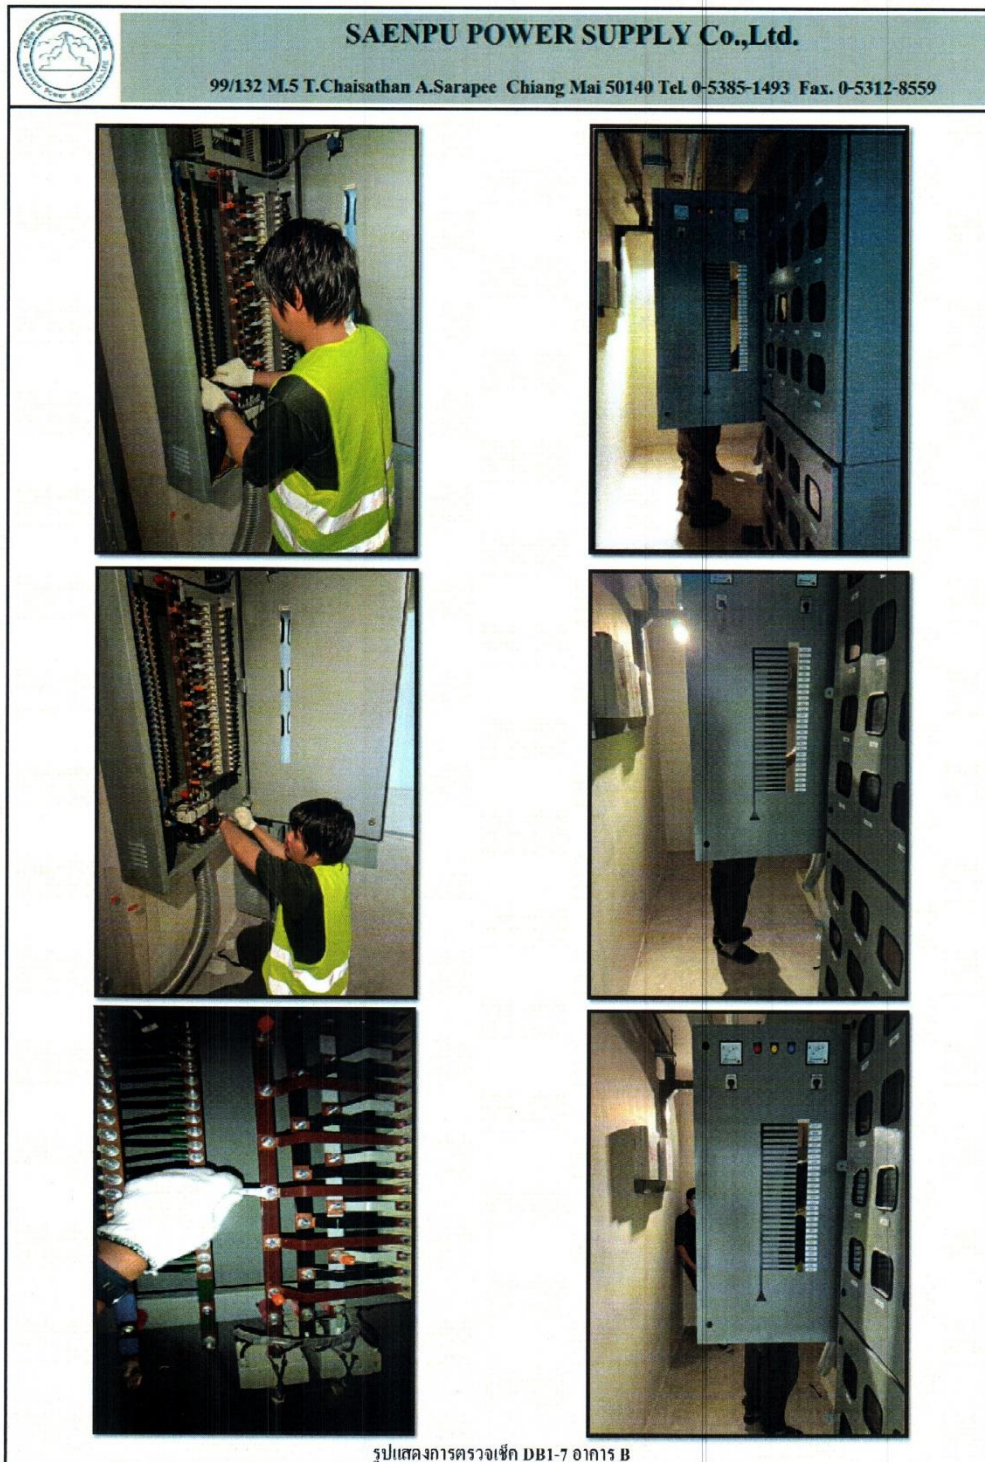 SAENPU POWER SUPPLY Co.,Ltd.
99/132 M.5 T.Chaisathan A.Sarapee Chiang Mai 50140 Tel. 0-5385-1493 Fax. 0-5312-8559
รูปแสดงการตรวจเช็ค DB1-7 อาการ B